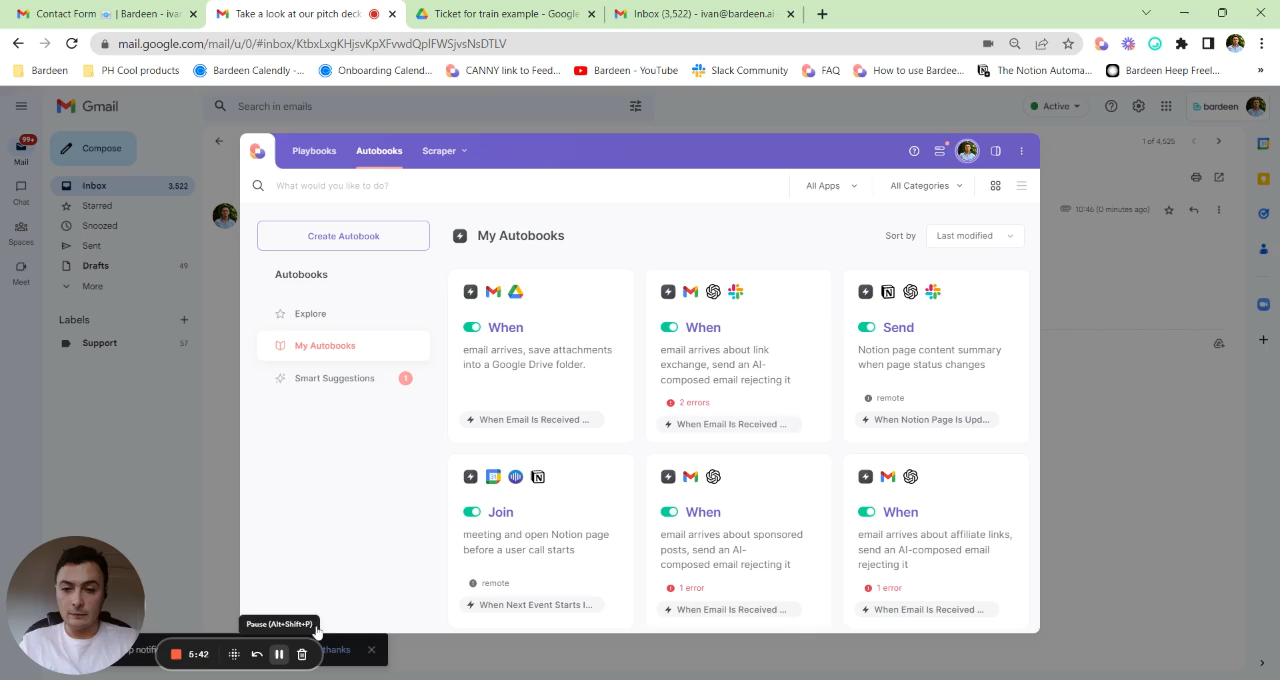 Contact Form 📩 | Bardeen - ivan
Take a look at our pitch deck
Ticket for train example - Google
Inbox (3,522) - ivan@bardeen.ai -
mail.google.com/mail/u/0/#inbox/KtbxLxgKHjsvKpXFvwdQplFWSjvsNsDTLV
Bardeen
PH Cool products
Bardeen Calendly -...
Onboarding Calend...
CANNY link to Feed...
Bardeen - YouTube
Slack Community
FAQ
How to use Bardee...
The Notion Automa...
Bardeen Heep Freel...
»
Gmail
Search in emails
Active
bardeen
99+
Mail
Chat
Spaces
Meet
Compose
Inbox 3,522
Starred
Snoozed
Sent
Drafts 49
More
Labels
Support 57
1 of 4,525
10:46 (0 minutes ago)
Playbooks
Autobooks
Scraper
What would you like to do?
All Apps
All Categories
Create Autobook
Autobooks
Explore
My Autobooks
Smart Suggestions 1
My Autobooks
Sort by
Last modified
When
email arrives, save attachments
into a Google Drive folder.
When Email Is Received ...
When
email arrives about link
exchange, send an AI-
composed email rejecting it
2 errors
When Email Is Received ...
Send
Notion page content summary
when page status changes
remote
When Notion Page Is Upd...
Join
meeting and open Notion page
before a user call starts
remote
When Next Event Starts I...
When
email arrives about sponsored
posts, send an AI-
composed email rejecting it
1 error
When Email Is Received ...
When
email arrives about affiliate links,
send an AI-composed email
rejecting it
1 error
When Email Is Received ...
Pause (Alt+Shift+P)
5:42
thanks